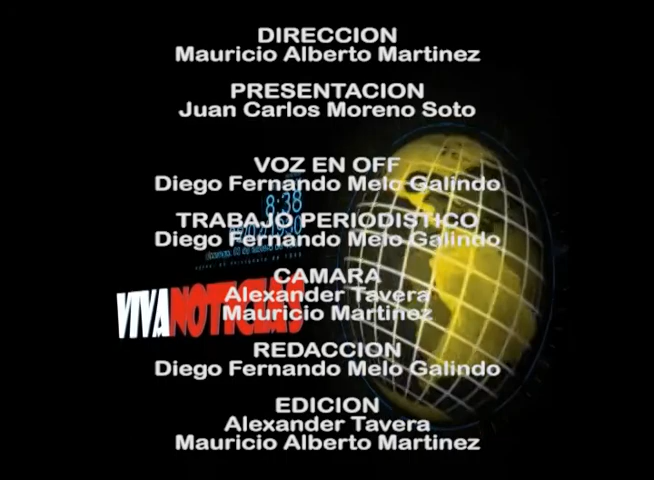 DIRECCION
Mauricio Alberto Martinez
PRESENTACION
Juan Carlos Moreno Soto
VOZ EN OFF
Diego Fernando Melo Galindo
8:38
TRABAJO PERIODISTICO
Diego Fernando Melo Galindo
CAMARA
Alexander Tavera
VIVANOTICIAS
Mauricio Martinez
REDACCION
Diego Fernando Melo Galindo
EDICION
Alexander Tavera
Mauricio Alberto Martinez